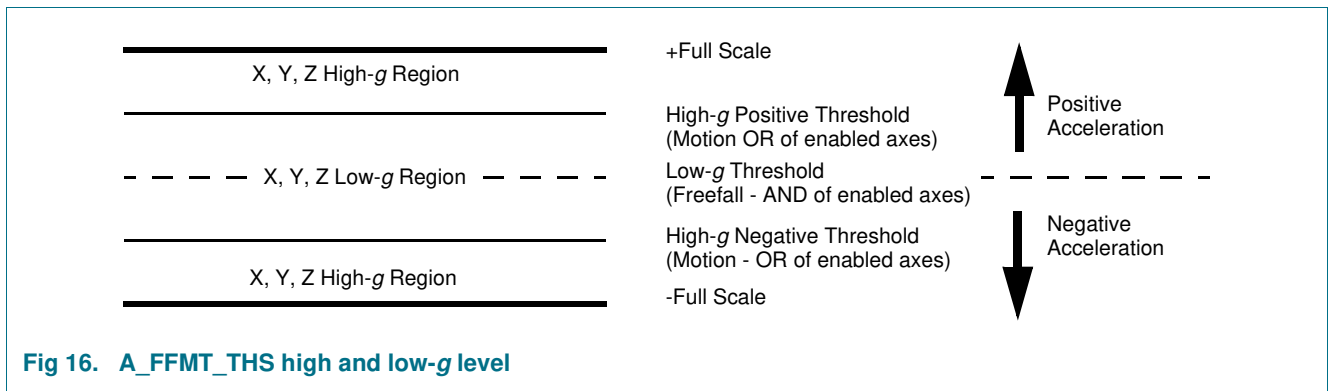 +Full Scale
X, Y, Z High-g Region
High-g Positive Threshold
(Motion OR of enabled axes)
Positive
Acceleration
X, Y, Z Low-g Region
Low-g Threshold
(Freefall - AND of enabled axes)
High-g Negative Threshold
(Motion - OR of enabled axes)
Negative
Acceleration
X, Y, Z High-g Region
-Full Scale
Fig 16. A_FFMT_THS high and low-g level